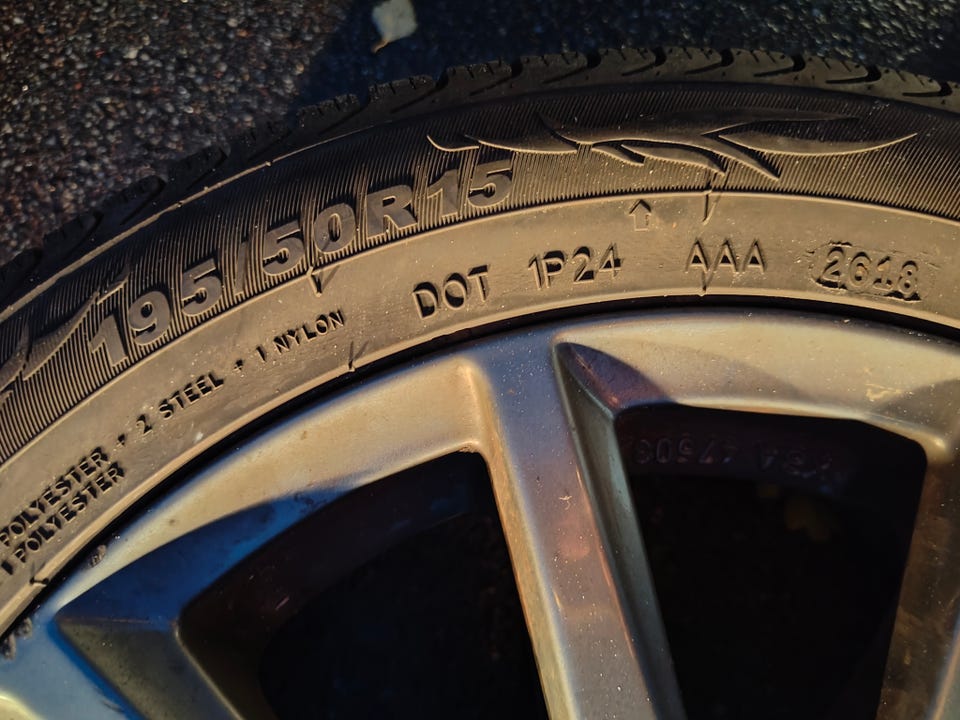 195/50R15
DOT 1P24 AAA 2618
POLYESTER + 2 STEEL + 1 NYLON
1 POLYESTER